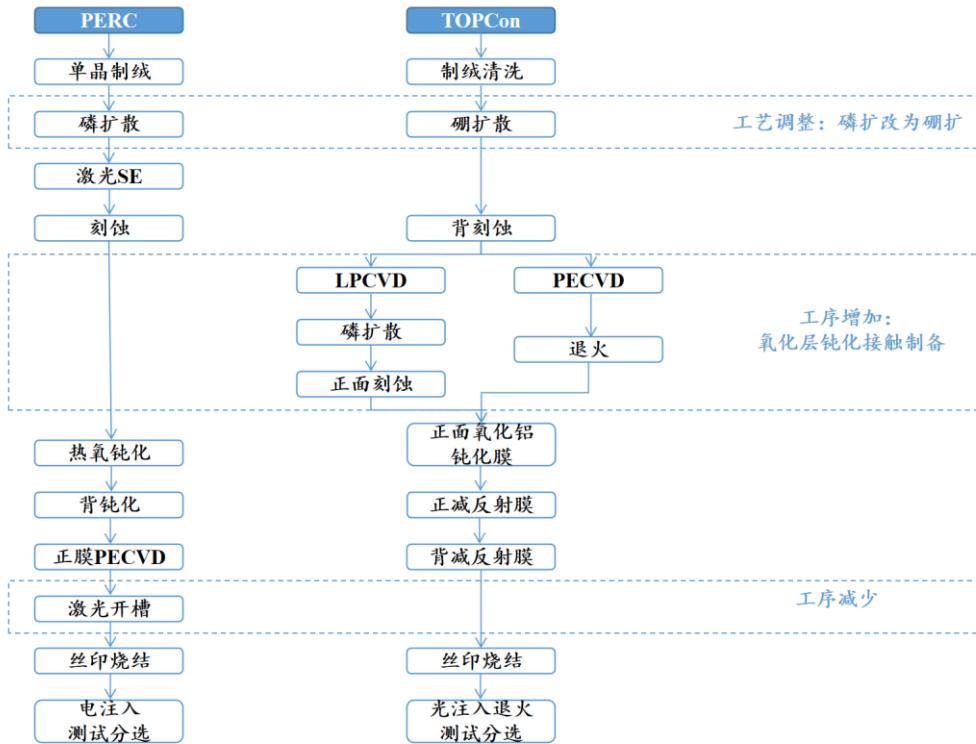 PERC
TOPCon
单晶制绒
制绒清洗
磷扩散
硼扩散
工艺调整：磷扩改为硼扩
激光SE
刻蚀
背刻蚀
LPCVD
PECVD
磷扩散
退火
正面刻蚀
工序增加：
氧化层钝化接触制备
热氧钝化
正面氧化铝
钝化膜
背钝化
正减反射膜
正膜PECVD
背减反射膜
激光开槽
工序减少
丝印烧结
丝印烧结
电注入
测试分选
光注入退火
测试分选